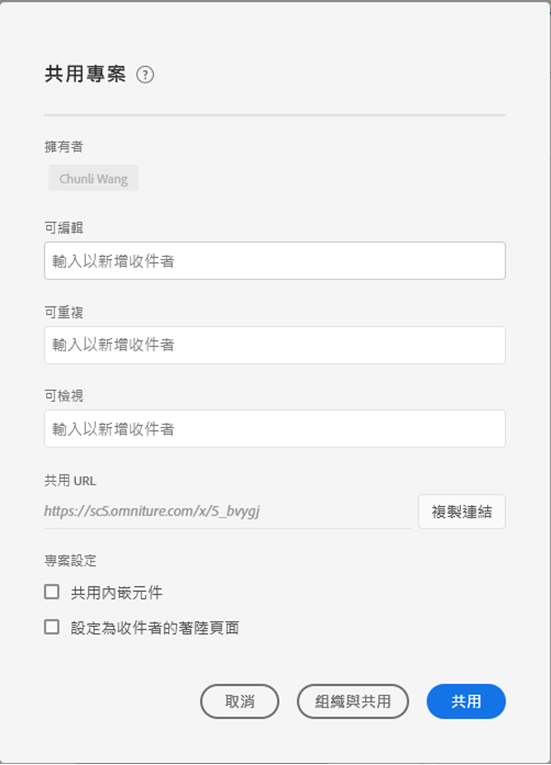 共用專案 ?
擁有者
Chunli Wang
可編輯
輸入以新增收件者
可重複
輸入以新增收件者
可檢視
輸入以新增收件者
共用 URL
https://sc5.omniture.com/x/5_bvygj 複製連結
專案設定
共用內嵌元件
設定為收件者的著陸頁面
取消 組織與共用 共用